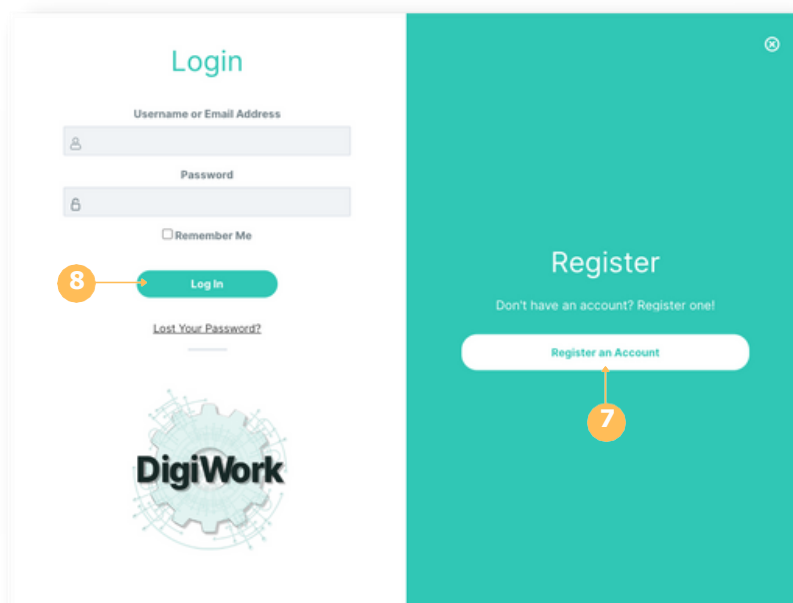 Login
Username or Email Address
Password
Remember Me
8
Log In
Lost Your Password?
DigiWork
Register
Don't have an account? Register one!
Register an Account
7